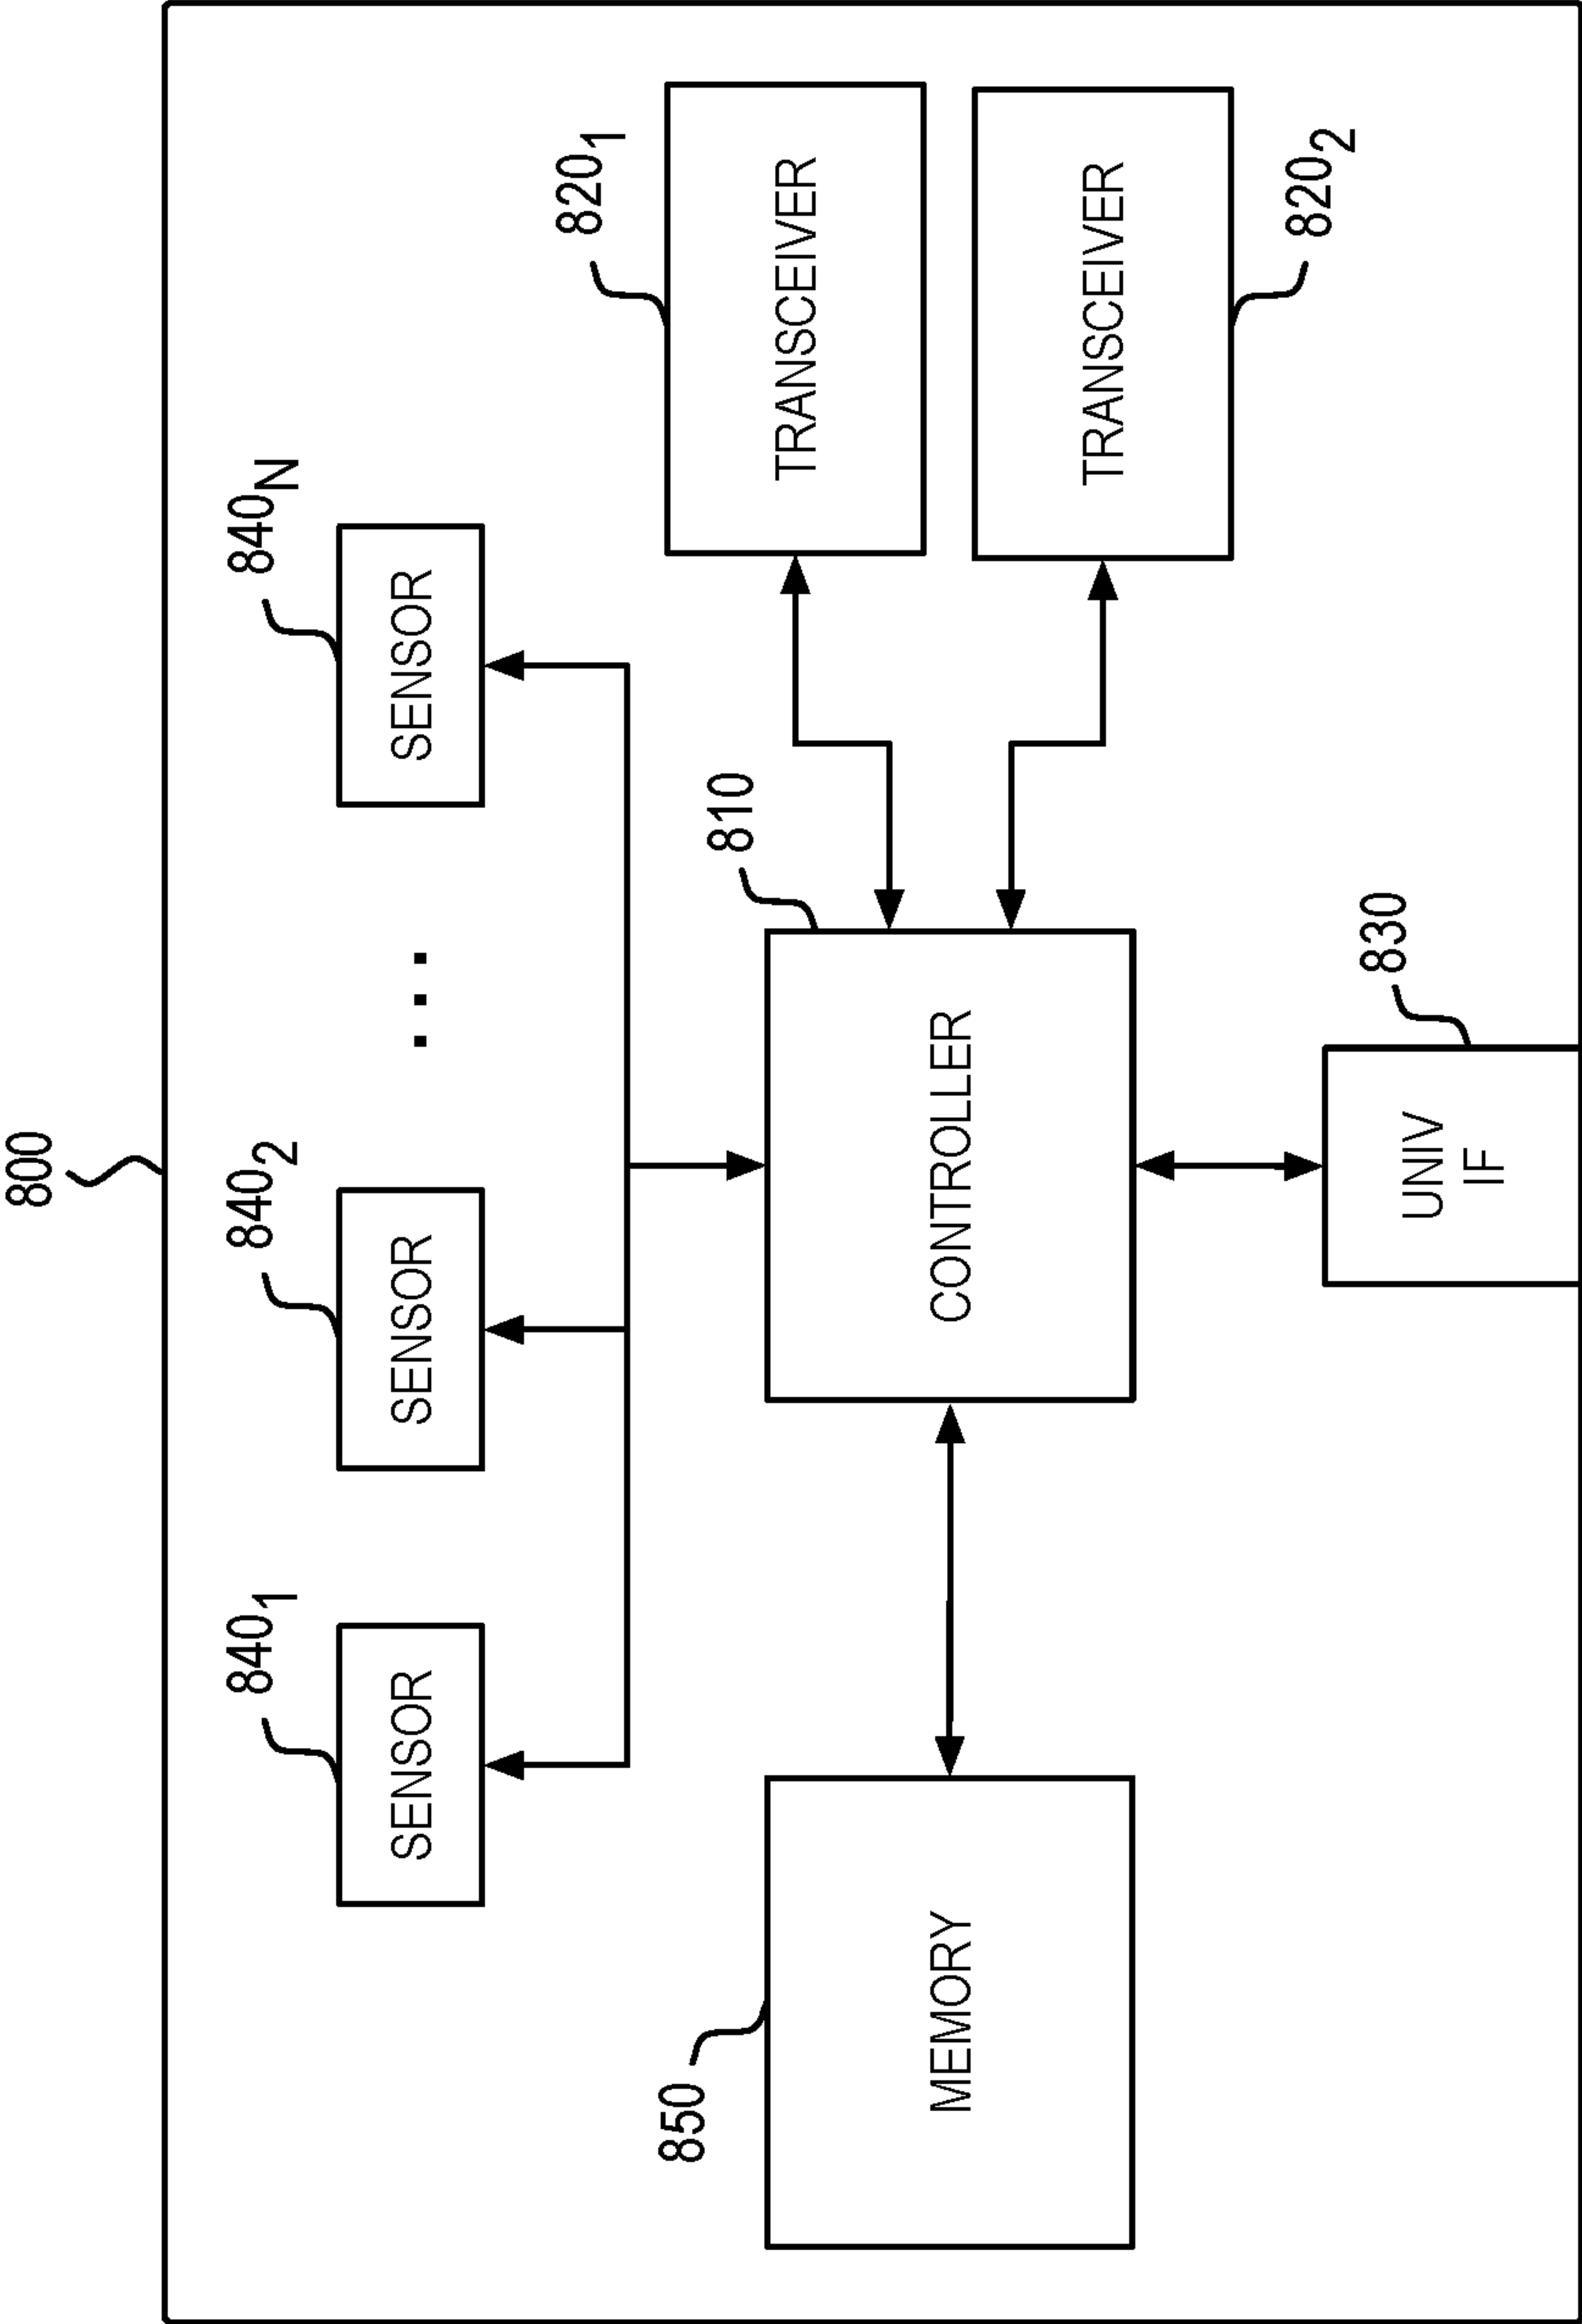 800
840₁
840₂
840N
SENSOR
SENSOR
...
SENSOR
820₁
850
810
TRANSCEIVER
MEMORY
CONTROLLER
TRANSCEIVER
820₂
830
UNIV
IF